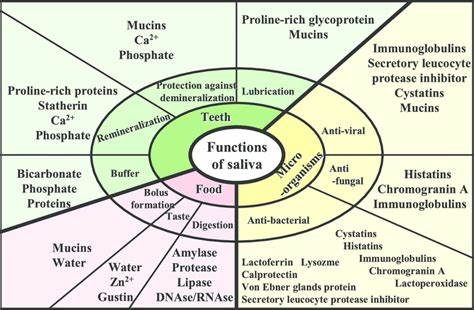 Mucins
Ca2+
Phosphate
Proline-rich glycoprotein
Mucins
Immunoglobulins
Secretory leucocyte
protease inhibitor
Cystatins
Mucins
Proline-rich proteins
Statherin
Ca2+
Phosphate
Protection against
demineralization
Lubrication
Remineralization
Teeth
Anti-viral
Functions
of saliva
Micro
-organisms
Bicarbonate
Phosphate
Proteins
Buffer
Food
Anti
-fungal
Histatins
Chromogranin A
Immunoglobulins
Bolus
formation
Taste
Digestion
Anti-bacterial
Mucins
Water
Water
Zn2+
Gustin
Amylase
Protease
Lipase
DNAse/RNAse
Cystatins
Histatins
Lactoferrin Lysozme Immunoglobulins
Calprotectin Chromogranin A
Von Ebner glands protein Lactoperoxidase
Secretory leucocyte protease inhibitor